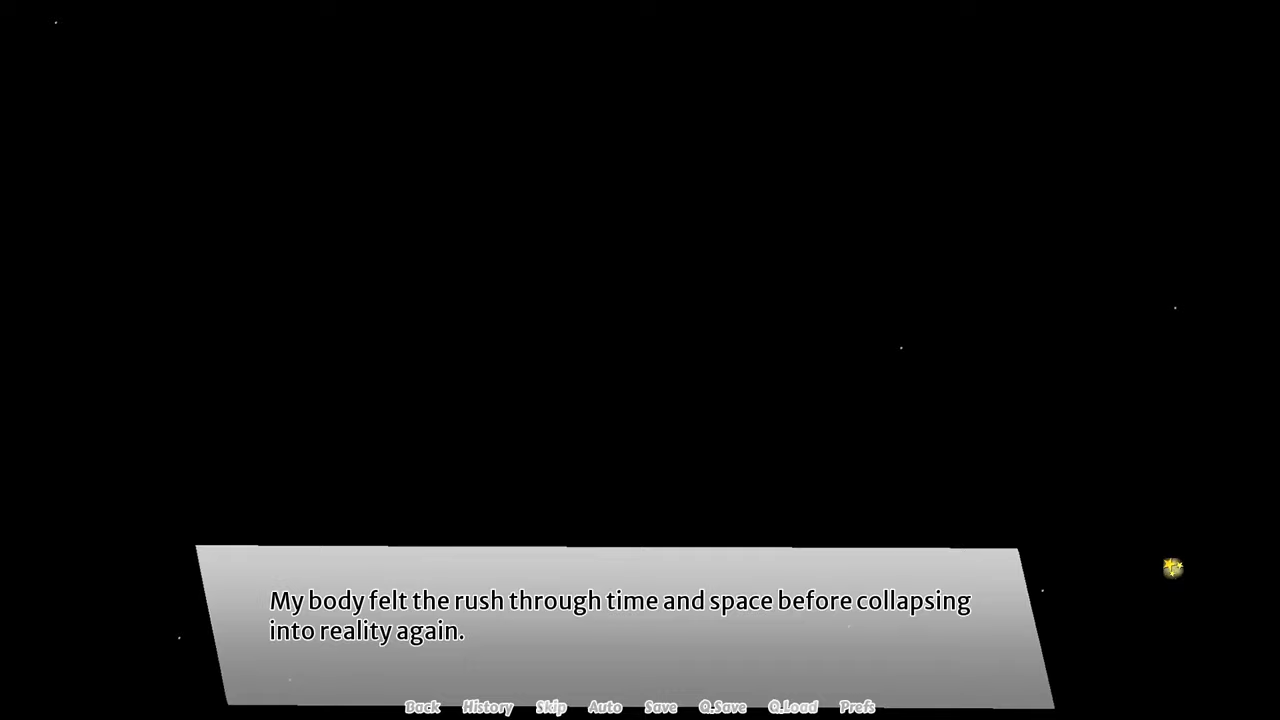 My body felt the rush through time and space before collapsing
into reality again.
Back History Skip Auto Save Q.Save Q.Load Prefs